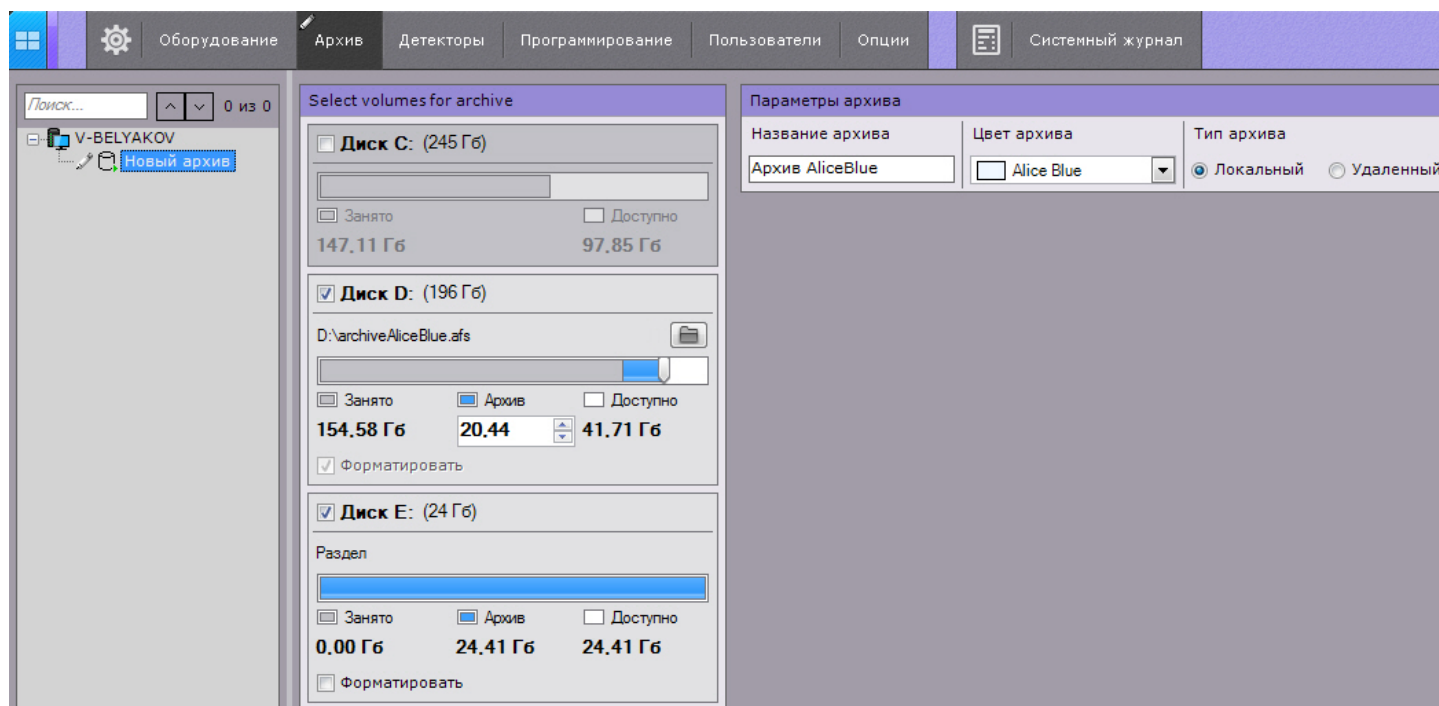 Оборудование Архив Детекторы Программирование Пользователи Опции Системный журнал
Поиск... 0 из 0
V-BELYAKOV
Новый архив
Select volumes for archive
Диск C: (245 Гб)
Занято Доступно
147.11 Гб 97.85 Гб
Диск D: (196 Гб)
D:\archiveAliceBlue.afs
Занято Архив Доступно
154.58 Гб 20.44 41.71 Гб
Форматировать
Диск E: (24 Гб)
Раздел
Занято Архив Доступно
0.00 Гб 24.41 Гб 24.41 Гб
Форматировать
Параметры архива
Название архива Цвет архива Тип архива
Архив AliceBlue Alice Blue Локальный Удаленный